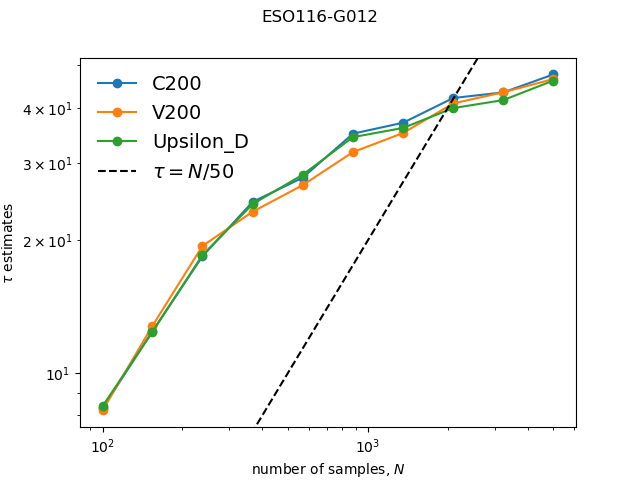 ESO116-G012
C200
V200
Upsilon_D
τ = N/50
4 × 10¹
3 × 10¹
2 × 10¹
10¹
τ estimates
10² 10³
number of samples, N